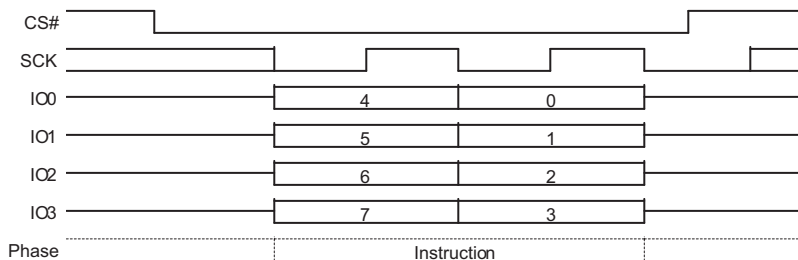 CS#
SCK
IO0 4 0
IO1 5 1
IO2 6 2
IO3 7 3
Phase Instruction